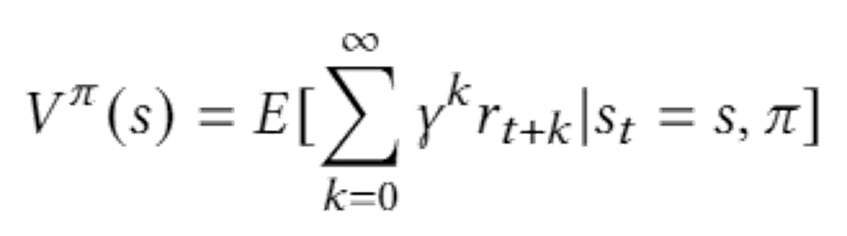 V^π(s) = E[∑_{k=0}^{∞} γ^k r_{t+k}|s_t = s, π]